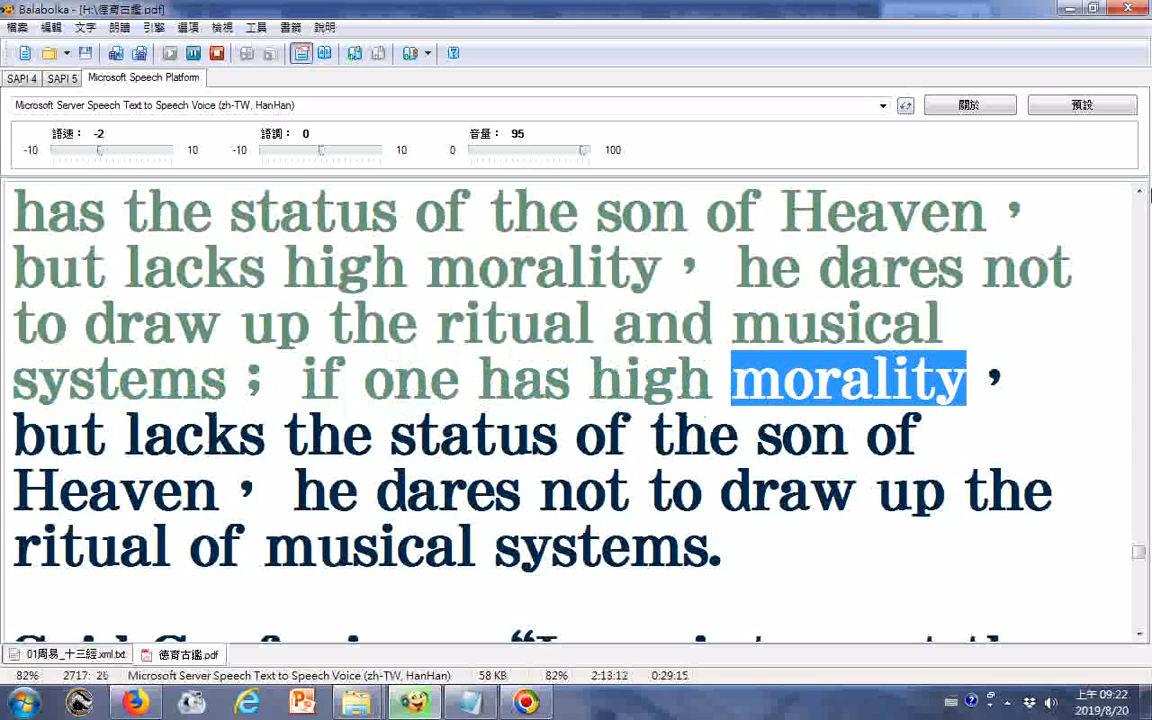 Balabolka - [H:\德育古鑑.pdf]
檔案 編輯 文字 朗讀 引擎 選項 檢視 工具 書籤 說明
SAPI 4 SAPI 5 Microsoft Speech Platform
Microsoft Server Speech Text to Speech Voice (zh-TW, HanHan) 關於 預設
語速： -2 語調： 0 音量： 95
-10 10 -10 10 0 100
has the status of the son of Heaven，
but lacks high morality， he dares not
to draw up the ritual and musical
systems； if one has high morality，
but lacks the status of the son of
Heaven， he dares not to draw up the
ritual of musical systems.
01周易_十三經.xml.txt 德育古鑑.pdf
82% 2717: 26 Microsoft Server Speech Text to Speech Voice (zh-TW, HanHan) 58 KB 82% 2:13:12 0:29:15
上午 09:22
2019/8/20